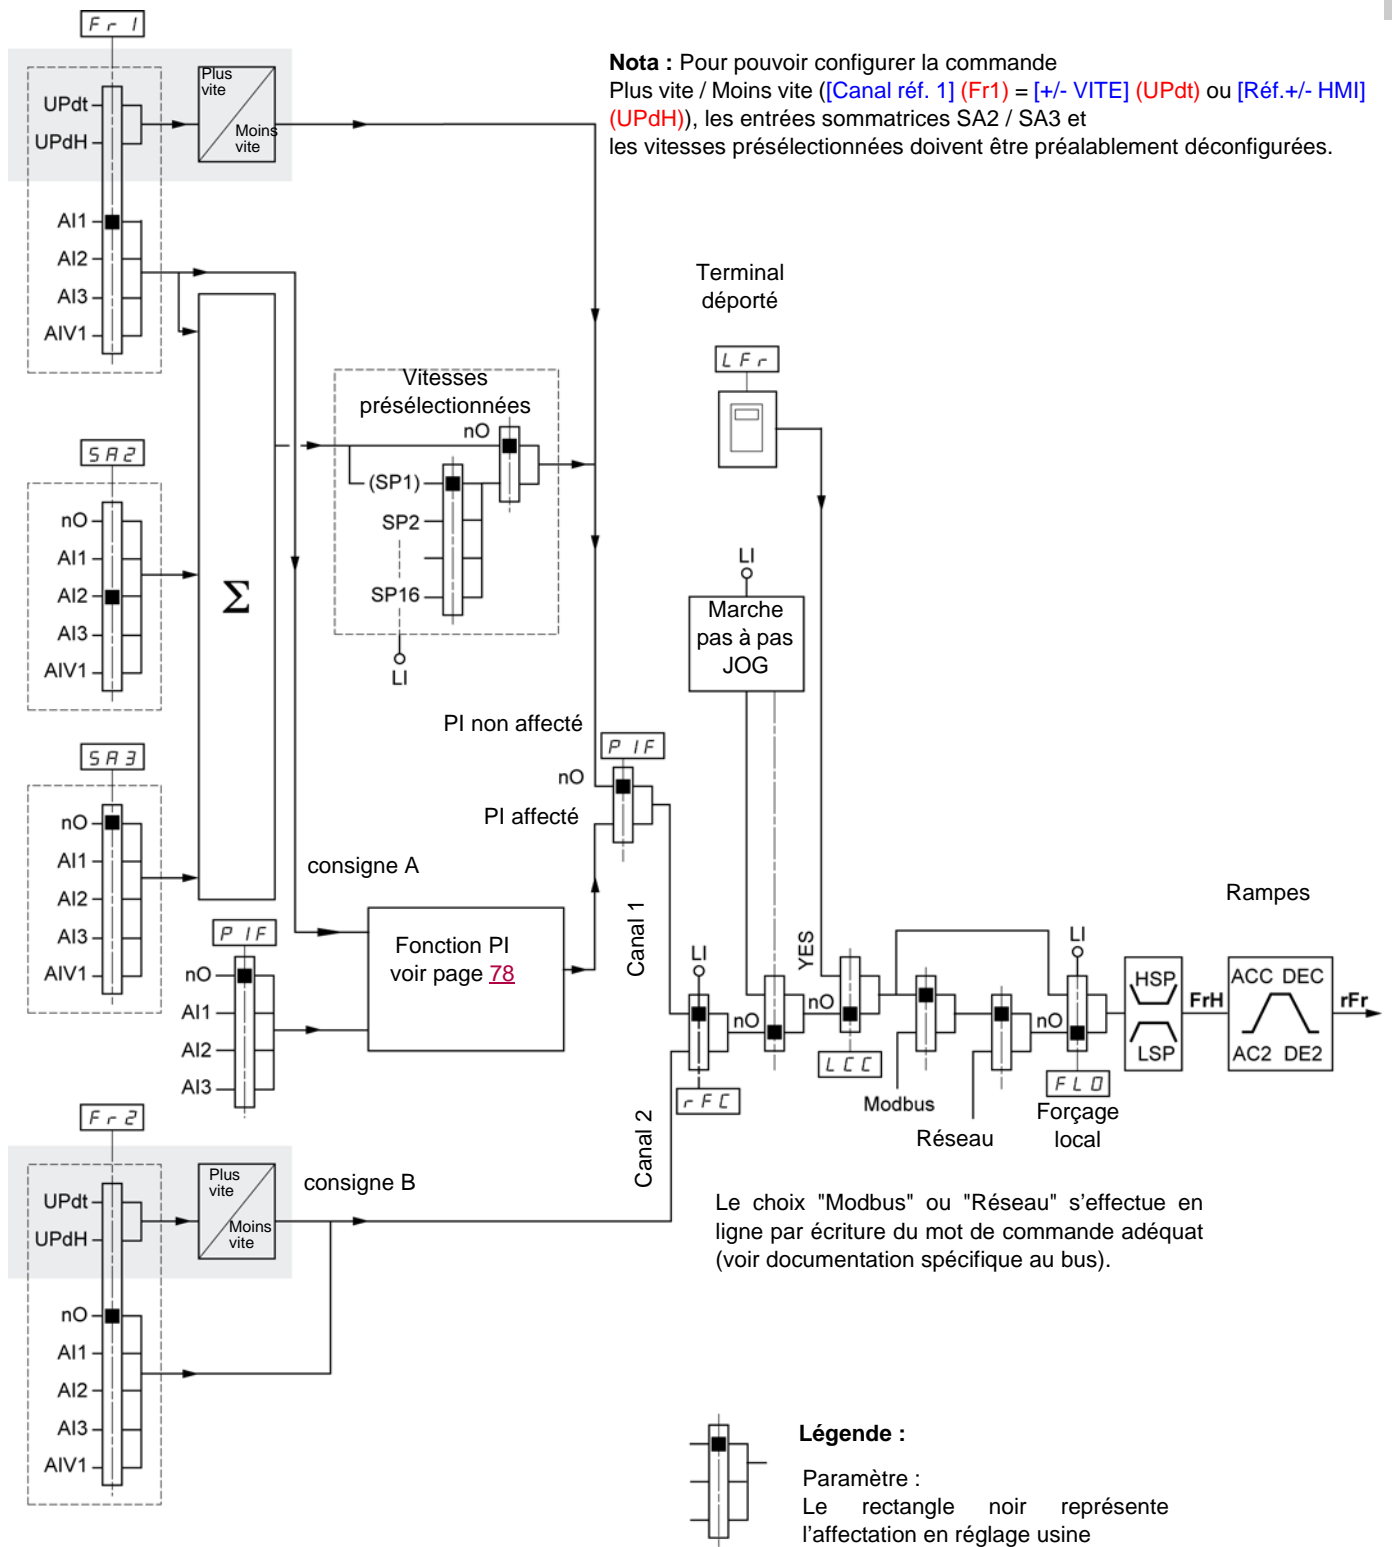 Fr1
Nota : Pour pouvoir configurer la commande
Plus vite / Moins vite ([Canal réf. 1] (Fr1) = [+/- VITE] (UPdt) ou [Réf.+/- HMI]
(UPdH)), les entrées sommatrices SA2 / SA3 et
les vitesses présélectionnées doivent être préalablement déconfigurées.
UPdt
UPdH
Plus
vite
Moins
vite
AI1
AI2
AI3
AIV1
Terminal
déporté
LFr
Vitesses
présélectionnées
nO
(SP1)
SP2
SP16
LI
SA2
nO
AI1
AI2
AI3
AIV1
Σ
LI
Marche
pas à pas
JOG
PI non affecté
PIF
nO
PI affecté
SA3
nO
AI1
AI2
AI3
AIV1
consigne A
PIF
nO
AI1
AI2
AI3
Fonction PI
voir page 78
Canal 1
LI
nO
rFC
YES
nO
LCC
Modbus
Réseau
nO
LI
FLO
Forçage
local
Rampes
HSP
LSP
FrH
ACC DEC
AC2 DE2
rFr
Fr2
UPdt
UPdH
Plus
vite
Moins
vite
consigne B
Canal 2
nO
AI1
AI2
AI3
AIV1
Le choix "Modbus" ou "Réseau" s’effectue en
ligne par écriture du mot de commande adéquat
(voir documentation spécifique au bus).
Légende :
Paramètre :
Le rectangle noir représente
l’affectation en réglage usine